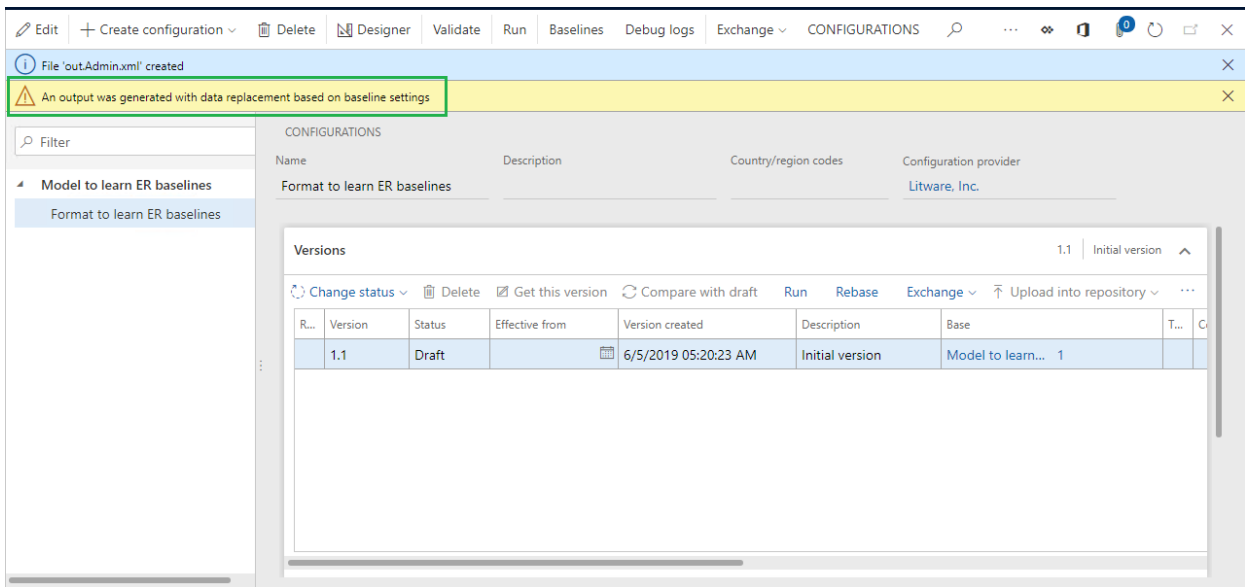 Edit + Create configuration Delete Designer Validate Run Baselines Debug logs Exchange CONFIGURATIONS ... 0
File 'out.Admin.xml' created
An output was generated with data replacement based on baseline settings
Filter
Model to learn ER baselines
Format to learn ER baselines
CONFIGURATIONS
Name Description Country/region codes Configuration provider
Format to learn ER baselines Litware, Inc.
Versions 1.1 Initial version
Change status Delete Get this version Compare with draft Run Rebase Exchange Upload into repository ...
R... Version Status Effective from Version created Description Base T...
1.1 Draft 6/5/2019 05:20:23 AM Initial version Model to learn... 1